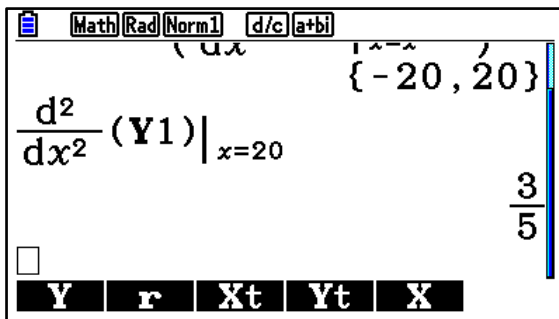 Math Rad Norm1 d/c a+bi
{-20,20}
d²/dx² (Y1)|x=20
3/5
Y r Xt Yt X